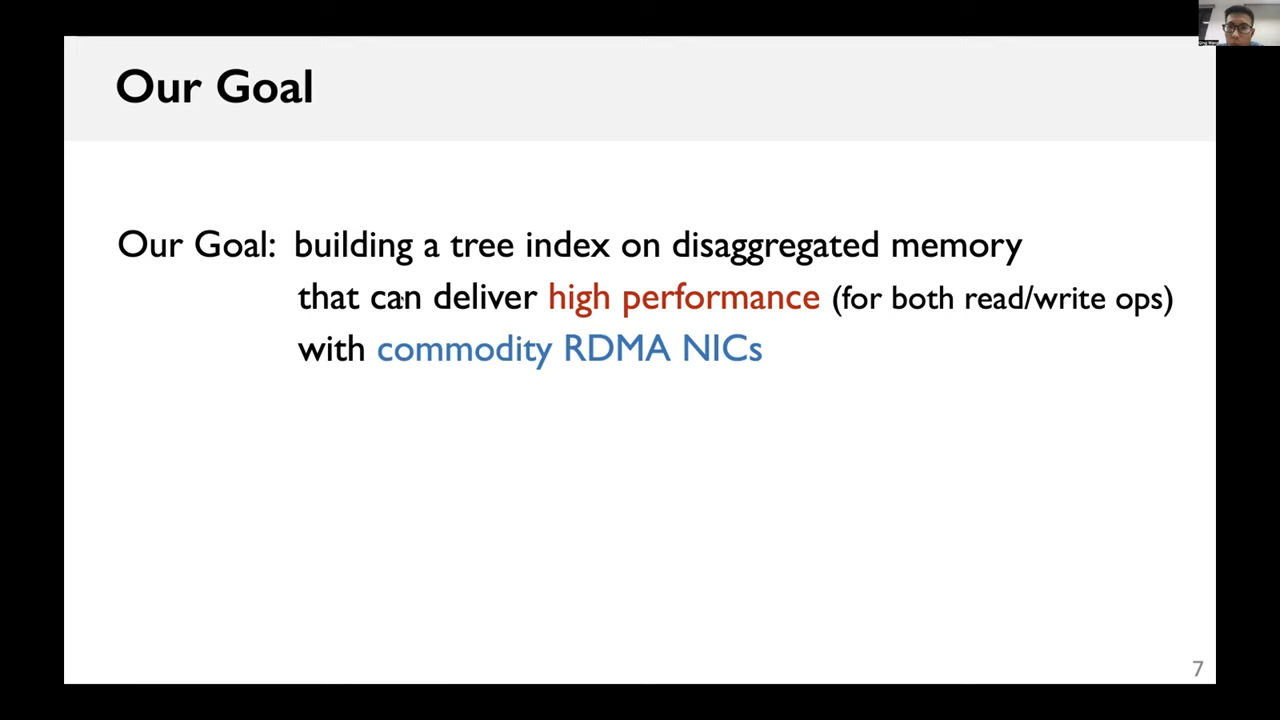 Our Goal
Our Goal: building a tree index on disaggregated memory
that can deliver high performance (for both read/write ops)
with commodity RDMA NICs
7